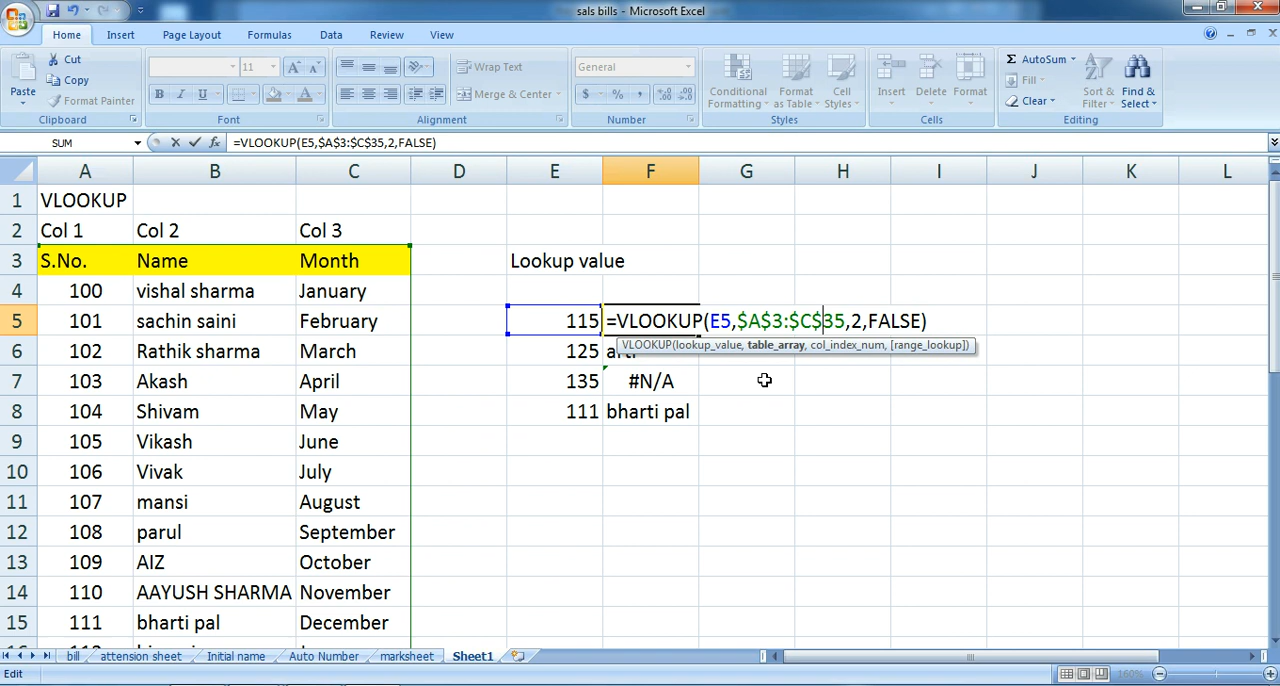 sals bills - Microsoft Excel
Home Insert Page Layout Formulas Data Review View
Paste Cut Copy Format Painter
11 A A B I U A
Wrap Text Merge & Center
General $ % ,
Conditional Formatting Format as Table Cell Styles
Insert Delete Format
Σ AutoSum Fill Clear Sort & Filter Find & Select
Clipboard Font Alignment Number Styles Cells Editing
SUM fx =VLOOKUP(E5,$A$3:$C$35,2,FALSE)
A B C D E F G H I J K L
1 VLOOKUP
2 Col 1 Col 2 Col 3
3 S.No. Name Month Lookup value
4 100 vishal sharma January
5 101 sachin saini February 115 =VLOOKUP(E5,$A$3:$C$35,2,FALSE)
VLOOKUP(lookup_value, table_array, col_index_num, [range_lookup])
6 102 Rathik sharma March 125
7 103 Akash April 135 #N/A
8 104 Shivam May 111 bharti pal
9 105 Vikash June
10 106 Vivak July
11 107 mansi August
12 108 parul September
13 109 AIZ October
14 110 AAYUSH SHARMA November
15 111 bharti pal December
bill attension sheet Initial name Auto Number marksheet Sheet1
Edit 160%